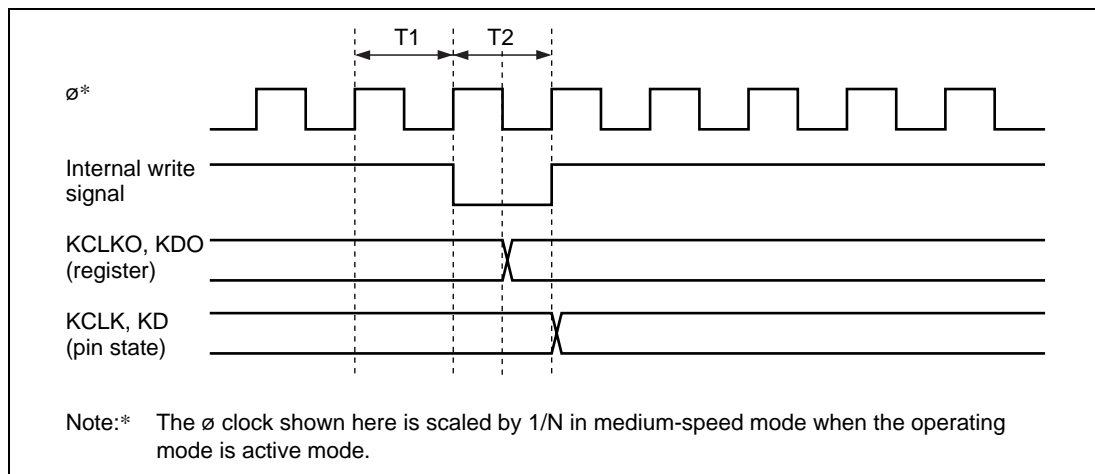 T1 T2
ø*
Internal write
signal
KCLKO, KDO
(register)
KCLK, KD
(pin state)
Note:* The ø clock shown here is scaled by 1/N in medium-speed mode when the operating
mode is active mode.